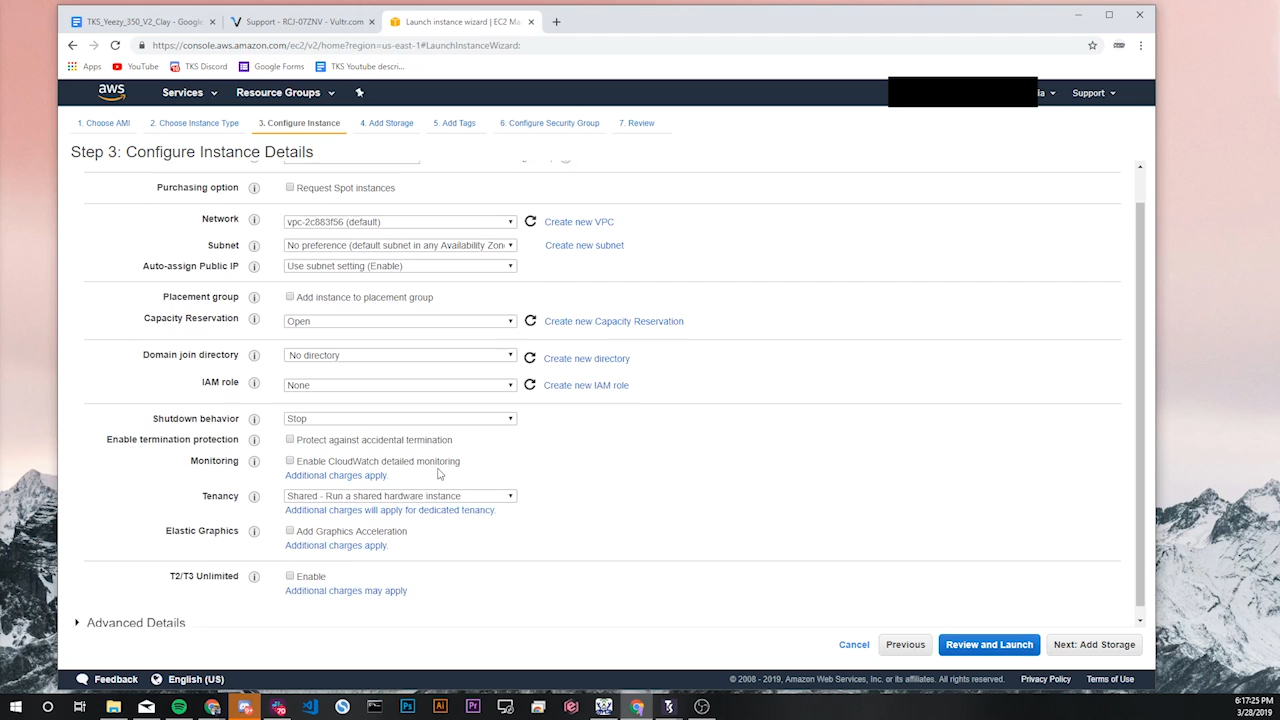 TKS_Yeezy_350_V2_Clay - Google
Support - RCJ-07ZNV - Vultr.com
Launch instance wizard | EC2 Ma
https://console.aws.amazon.com/ec2/v2/home?region=us-east-1#LaunchInstanceWizard:
Apps YouTube TKS Discord Google Forms TKS Youtube descri...
aws Services Resource Groups ia Support
1. Choose AMI 2. Choose Instance Type 3. Configure Instance 4. Add Storage 5. Add Tags 6. Configure Security Group 7. Review
Step 3: Configure Instance Details
Purchasing option Request Spot instances
Network vpc-2c883f56 (default) Create new VPC
Subnet No preference (default subnet in any Availability Zon Create new subnet
Auto-assign Public IP Use subnet setting (Enable)
Placement group Add instance to placement group
Capacity Reservation Open Create new Capacity Reservation
Domain join directory No directory Create new directory
IAM role None Create new IAM role
Shutdown behavior Stop
Enable termination protection Protect against accidental termination
Monitoring Enable CloudWatch detailed monitoring
Additional charges apply.
Tenancy Shared - Run a shared hardware instance
Additional charges will apply for dedicated tenancy.
Elastic Graphics Add Graphics Acceleration
Additional charges apply.
T2/T3 Unlimited Enable
Additional charges may apply
Advanced Details
Cancel Previous Review and Launch Next: Add Storage
Feedback English (US) © 2008 - 2019, Amazon Web Services, Inc. or its affiliates. All rights reserved. Privacy Policy Terms of Use
6:17:25 PM
3/28/2019